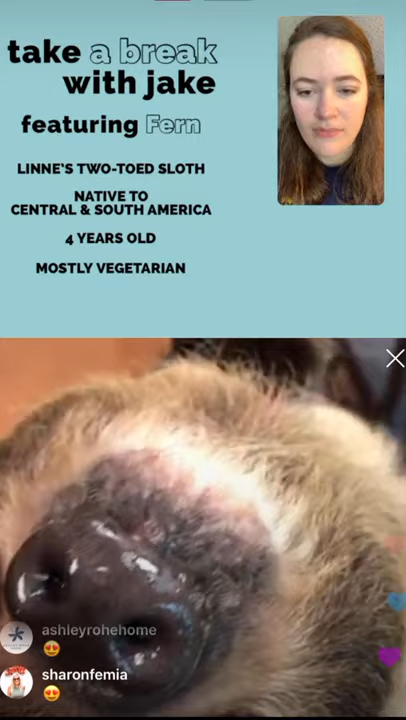 take a break
with jake
featuring Fern
LINNE'S TWO-TOED SLOTH
NATIVE TO
CENTRAL & SOUTH AMERICA
4 YEARS OLD
MOSTLY VEGETARIAN
ashleyrohehome
😍
sharonfemia
😍